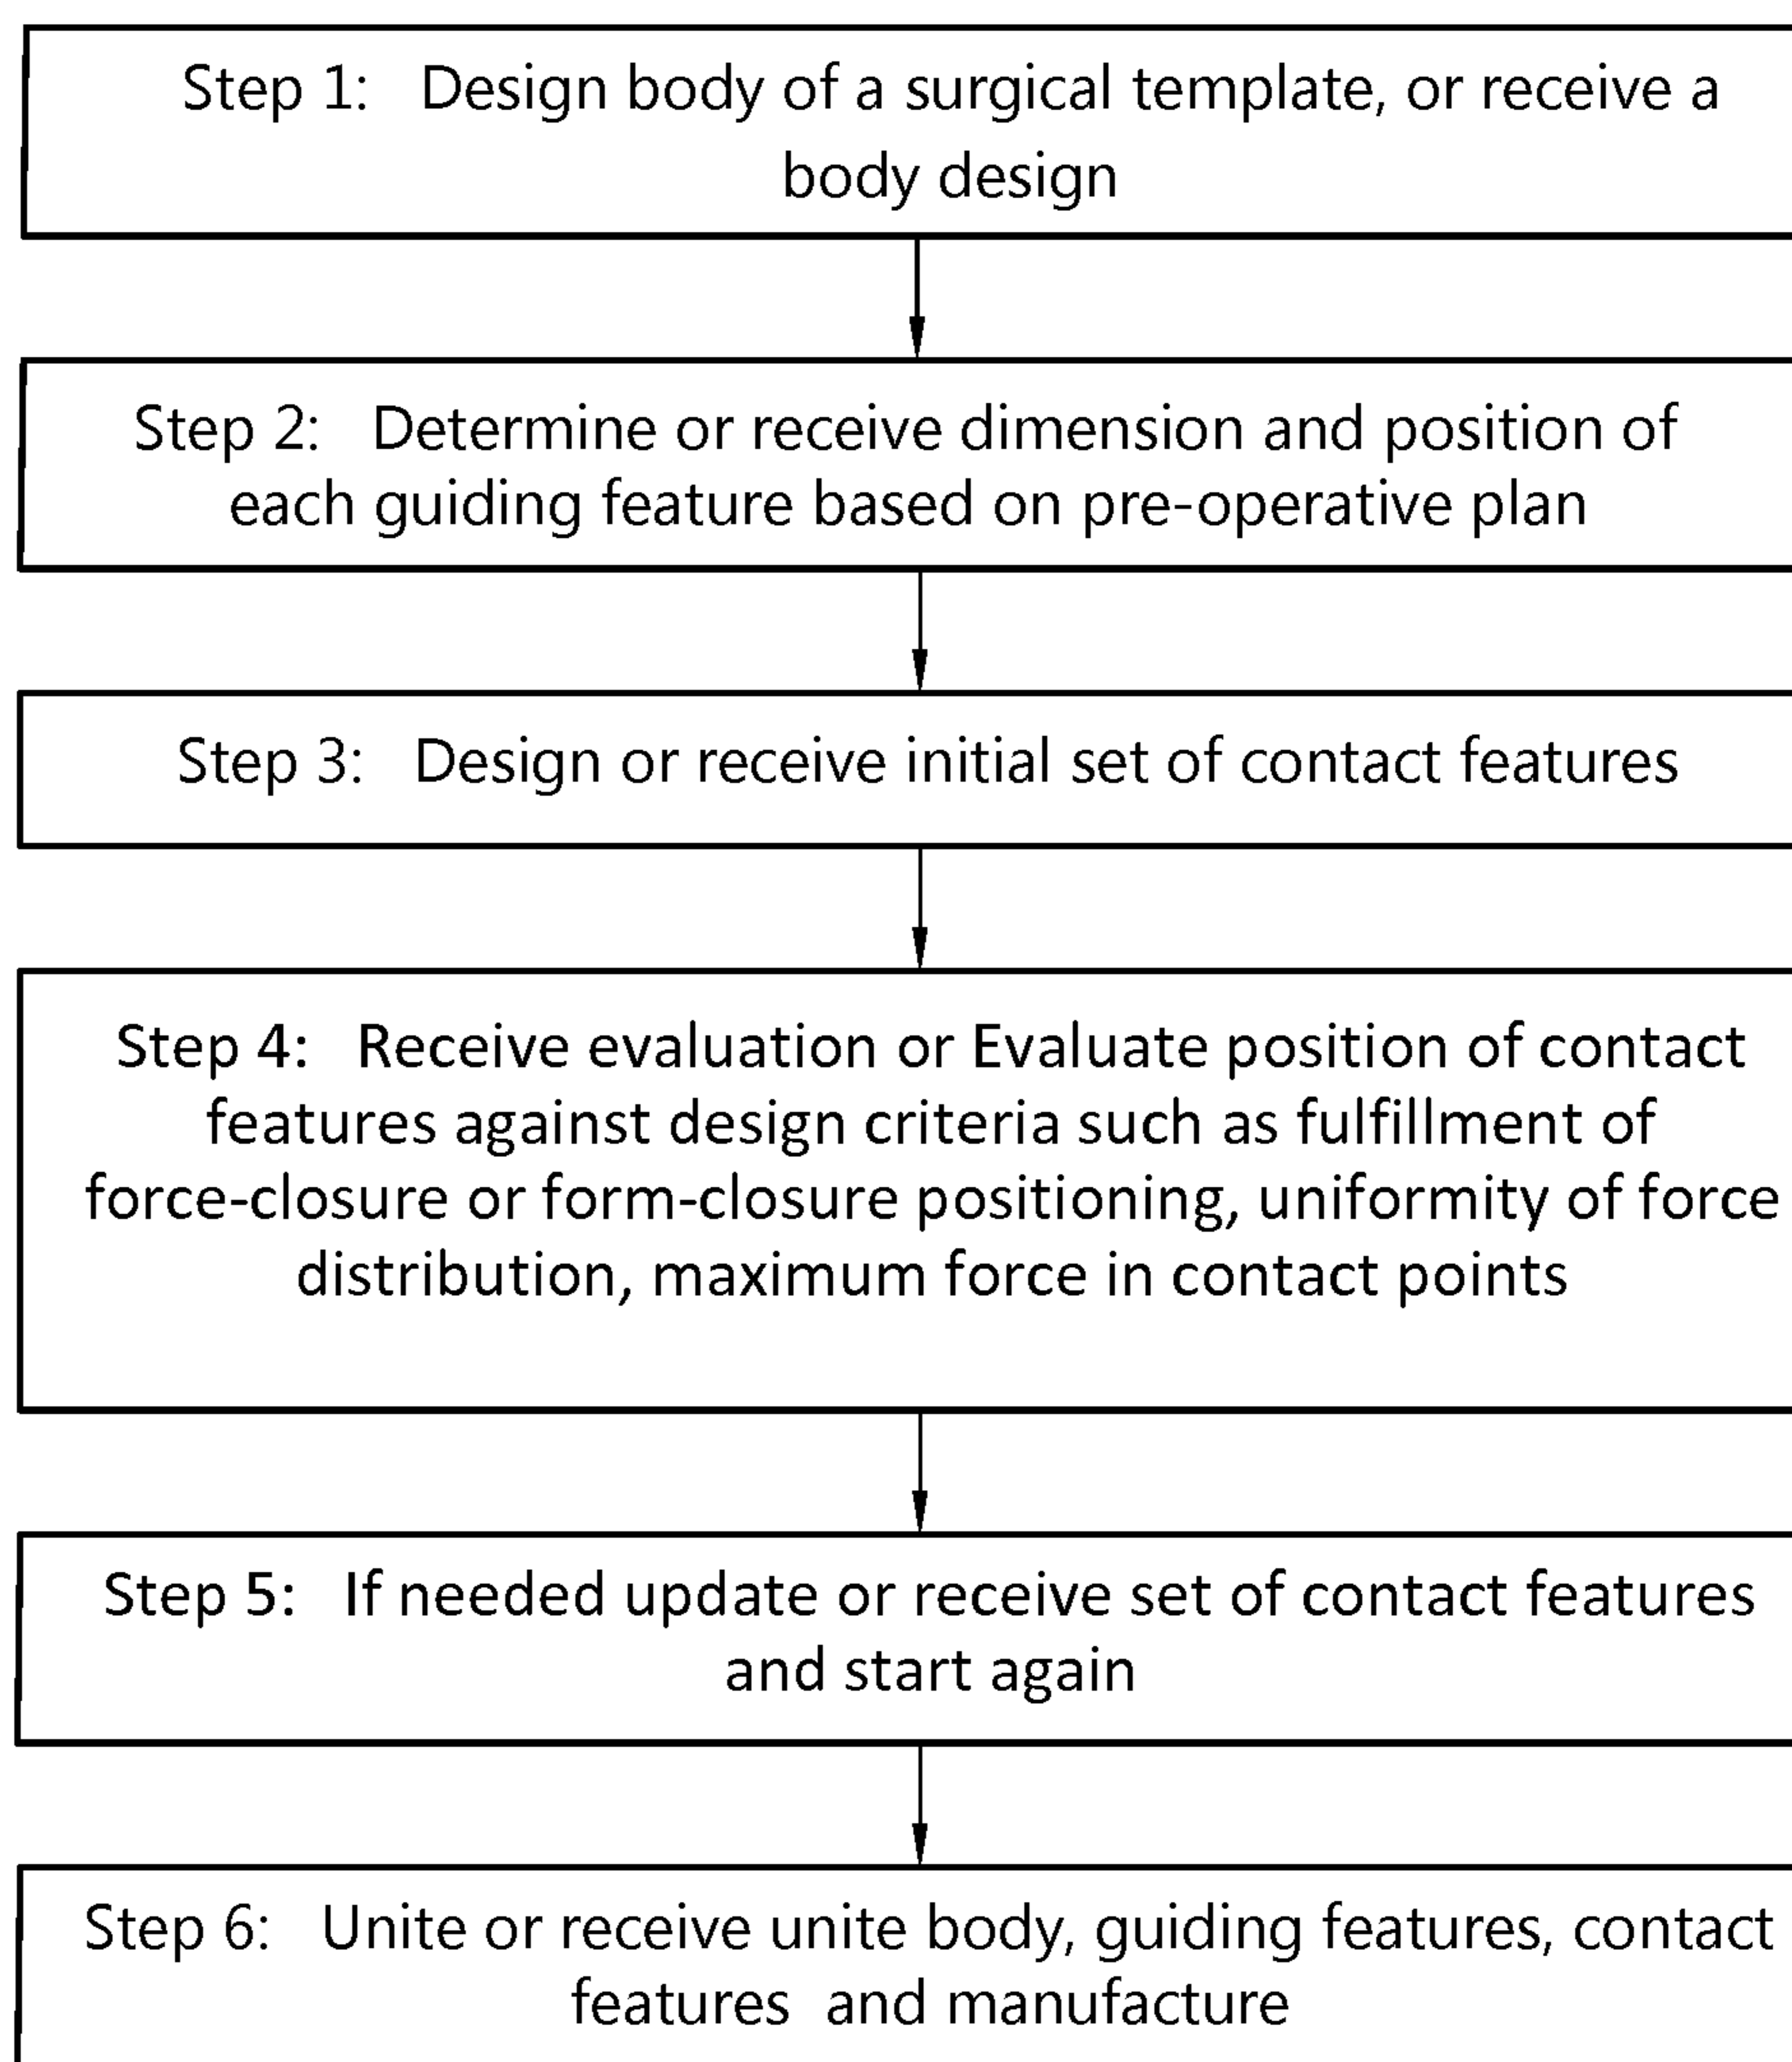 Step 1: Design body of a surgical template, or receive a
body design
Step 2: Determine or receive dimension and position of
each guiding feature based on pre-operative plan
Step 3: Design or receive initial set of contact features
Step 4: Receive evaluation or Evaluate position of contact
features against design criteria such as fulfillment of
force-closure or form-closure positioning, uniformity of force
distribution, maximum force in contact points
Step 5: If needed update or receive set of contact features
and start again
Step 6: Unite or receive unite body, guiding features, contact
features and manufacture